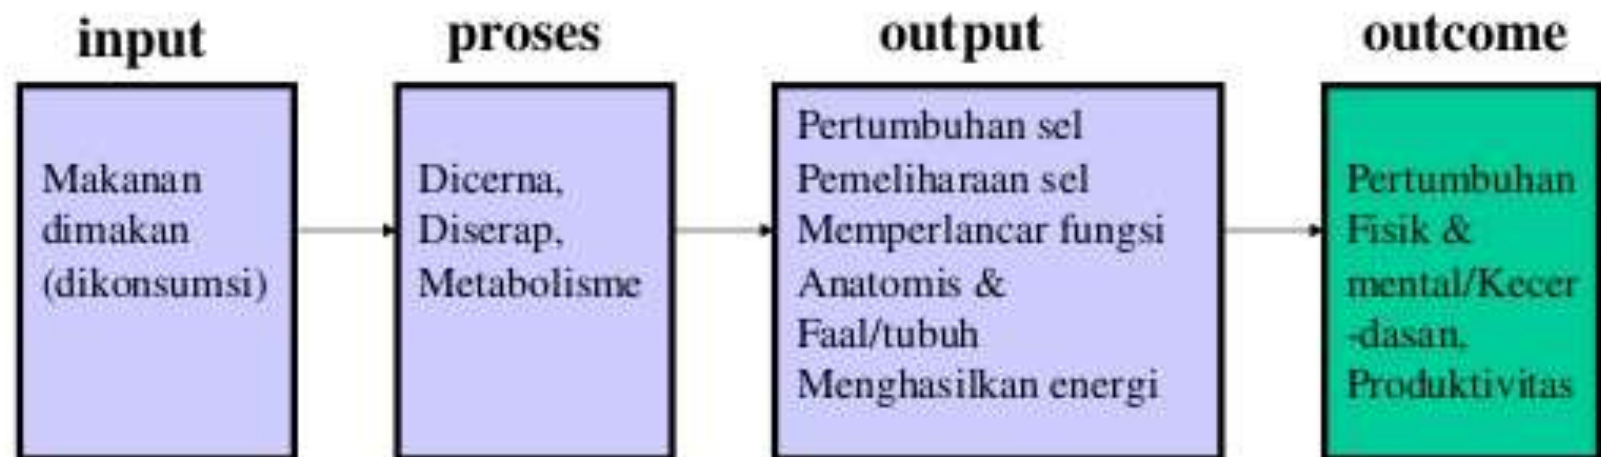 input
Makanan
dimakan
(dikonsumsi)
proses
Dicerna,
Diserap,
Metabolisme
output
Pertumbuhan sel
Pemeliharaan sel
Memperlancar fungsi
Anatomis &
Faal/tubuh
Menghasilkan energi
outcome
Pertumbuhan
Fisik &
mental/Kecer
-dasan,
Produktivitas